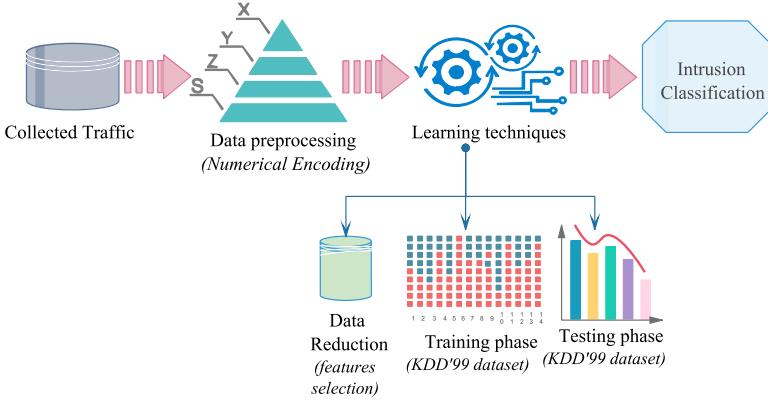 X
Y
Z
S
Collected Traffic
Data preprocessing
(Numerical Encoding)
Learning techniques
Intrusion
Classification
Data
Reduction
(features
selection)
1 2 3 4 5 6 7 8 9 10 11 12 13 14
Training phase
(KDD'99 dataset)
Testing phase
(KDD'99 dataset)